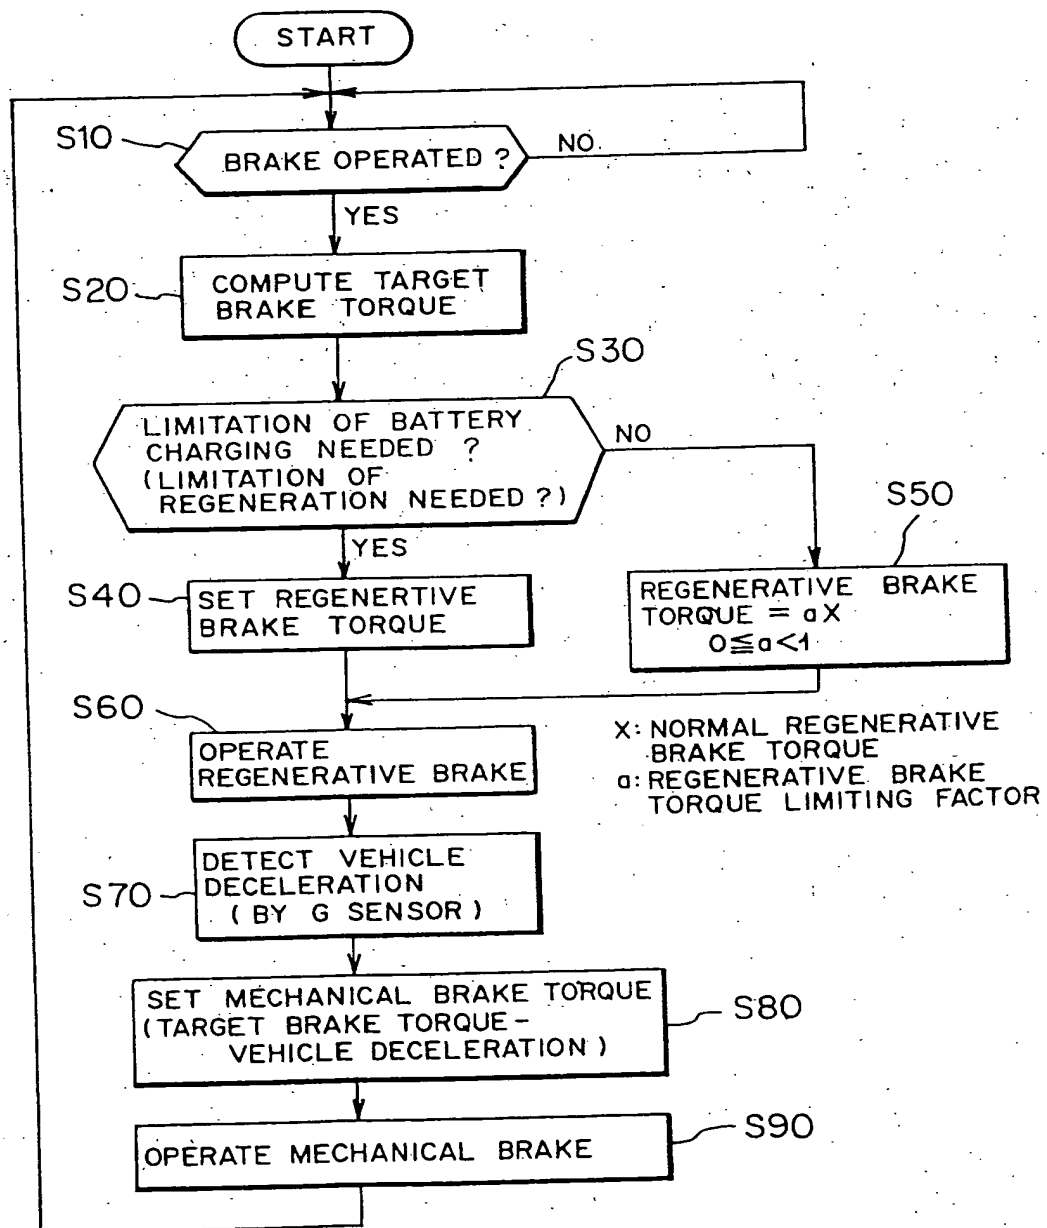 START
S10
BRAKE OPERATED ?
NO
YES
S20
COMPUTE TARGET
BRAKE TORQUE
S30
LIMITATION OF BATTERY
CHARGING NEEDED ?
(LIMITATION OF
REGENERATION NEEDED ?)
NO
YES
S40
SET REGENERTIVE
BRAKE TORQUE
S50
REGENERATIVE BRAKE
TORQUE = aX
0≦a<1
S60
OPERATE
REGENERATIVE BRAKE
X: NORMAL REGENERATIVE
BRAKE TORQUE
a: REGENERATIVE BRAKE
TORQUE LIMITING FACTOR
S70
DETECT VEHICLE
DECELERATION
(BY G SENSOR)
S80
SET MECHANICAL BRAKE TORQUE
(TARGET BRAKE TORQUE-
VEHICLE DECELERATION)
S90
OPERATE MECHANICAL BRAKE